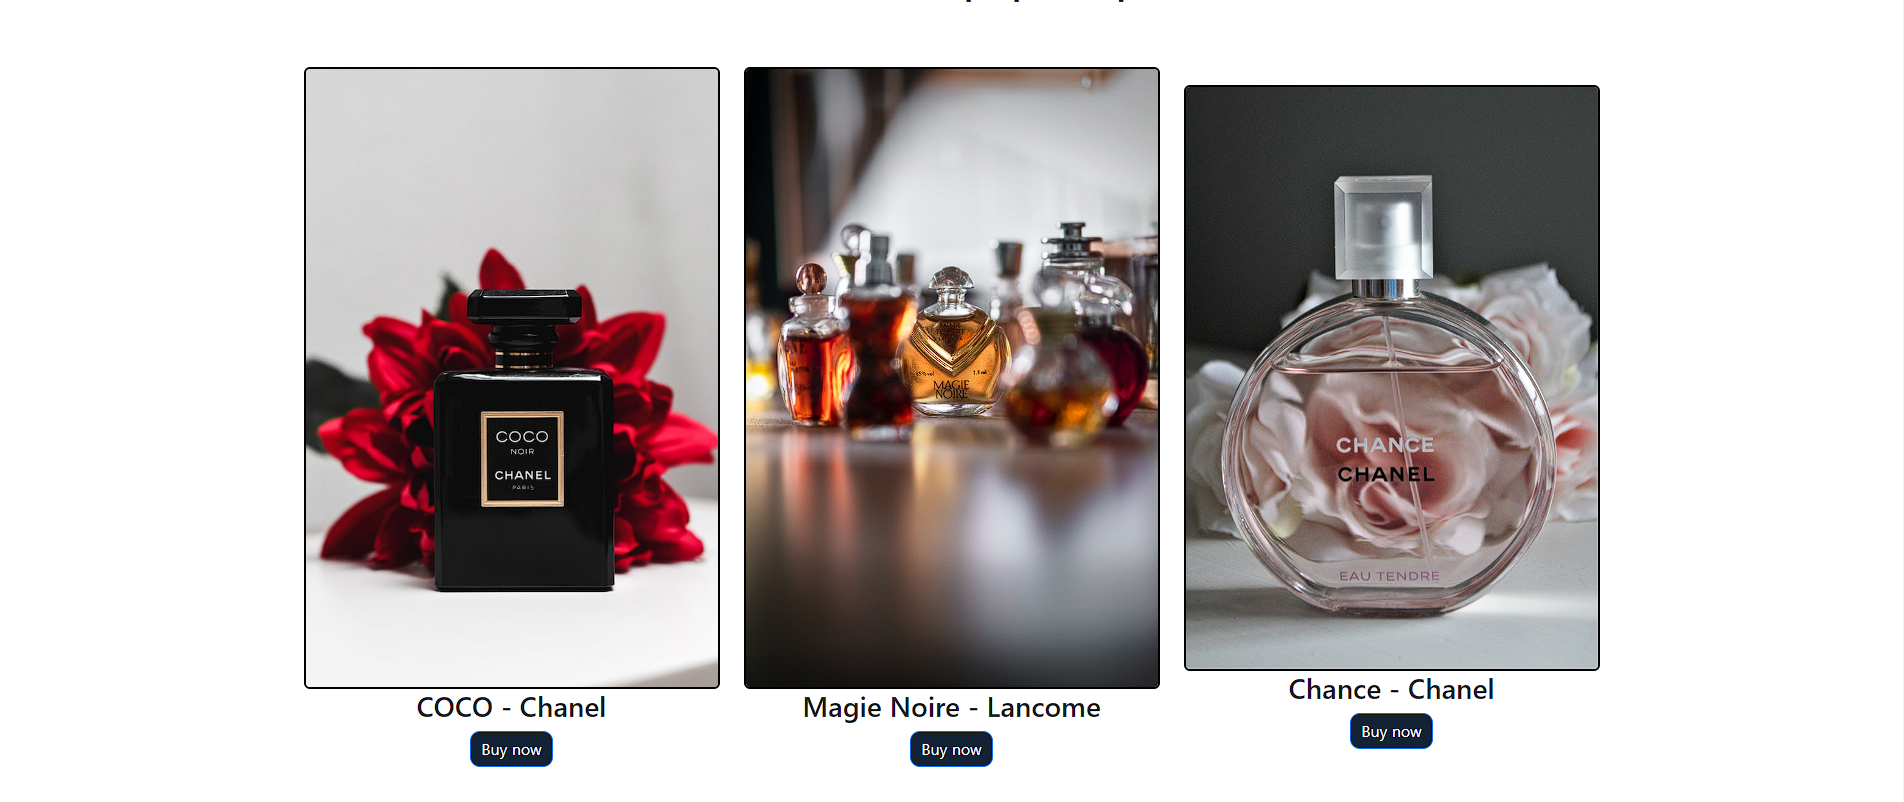 COCO
NOIR
CHANEL
PARIS
MAGIE
NOIRE
CHANCE
CHANEL
EAU TENDRE
COCO - Chanel
Magie Noire - Lancome
Chance - Chanel
Buy now
Buy now
Buy now